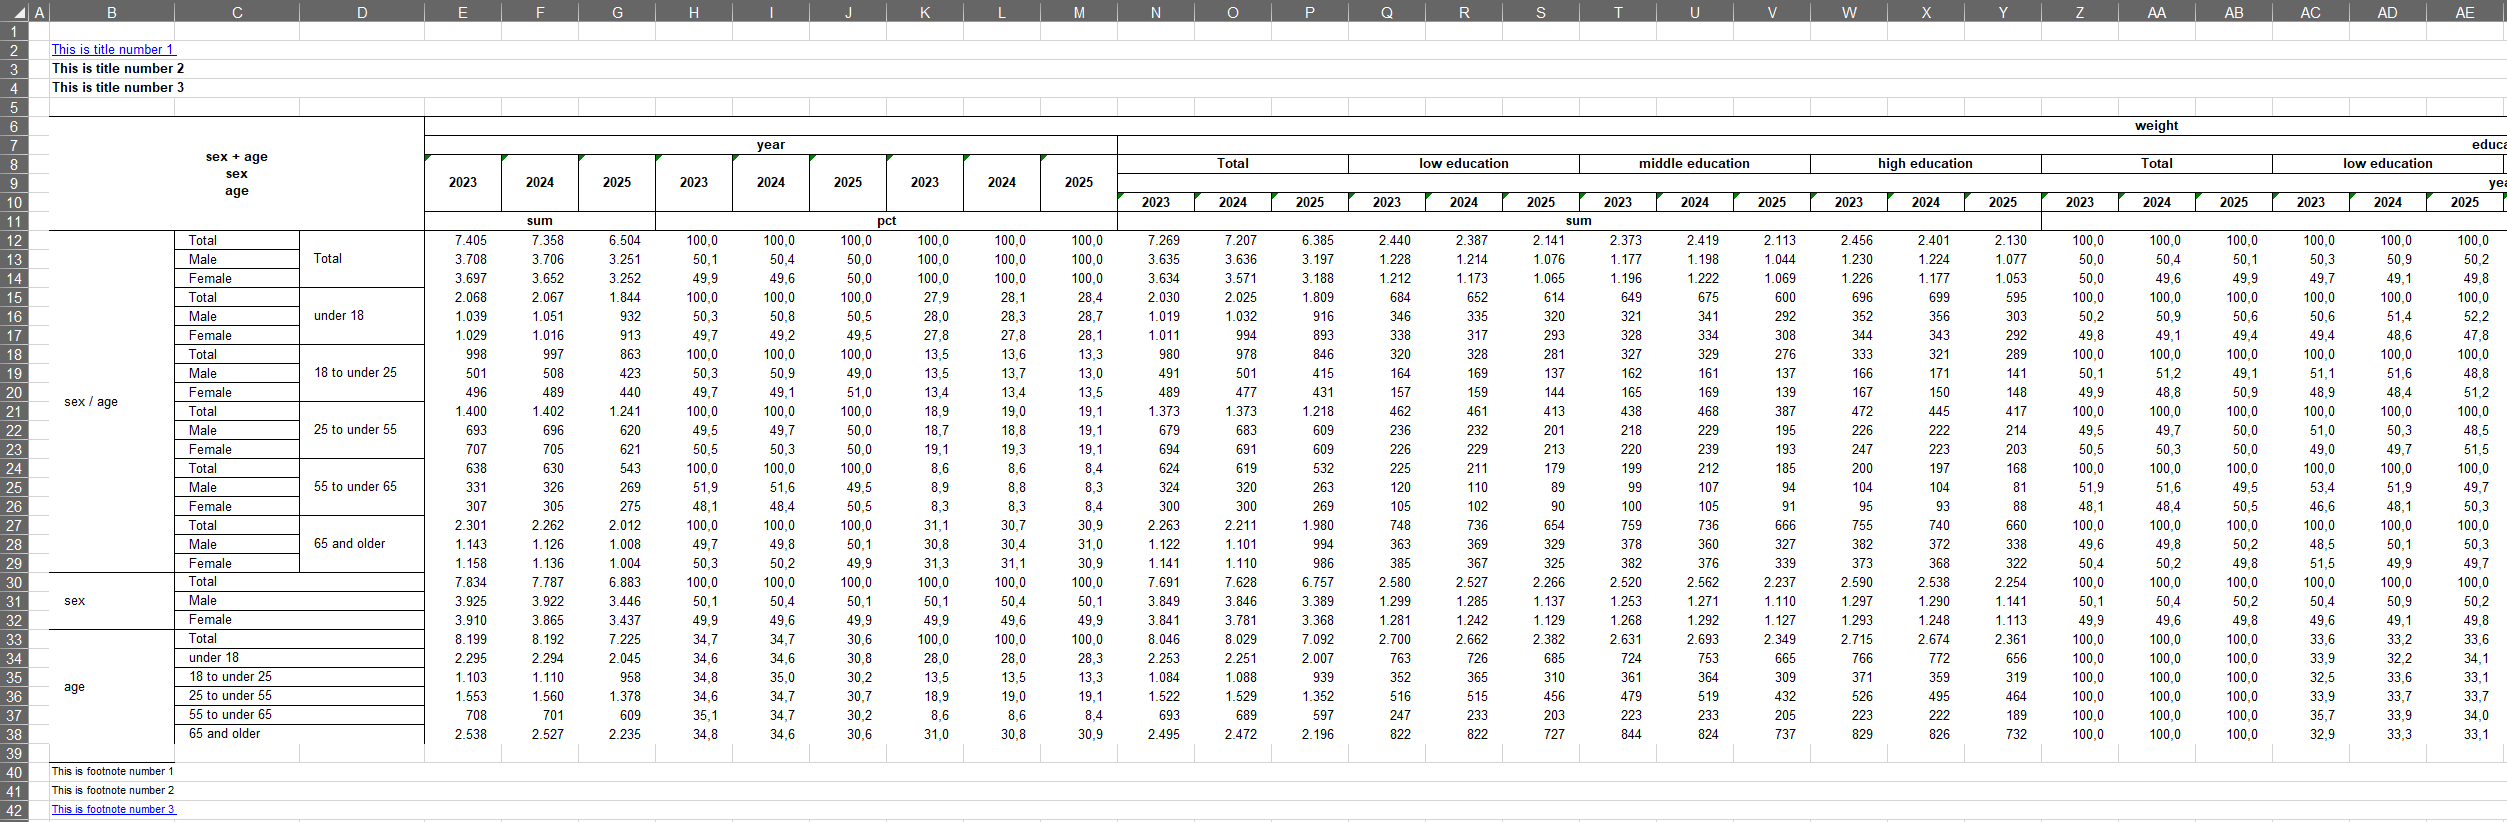 A B C D E F G H I J K L M N O P Q R S T U V W X Y Z AA AB AC AD AE
1
2 This is title number 1
3 This is title number 2
4 This is title number 3
5
6 weight
7 year educa
8 sex + age 2023 2024 2025 2023 2024 2025 2023 2024 2025 Total low education middle education high education Total low education
9 sex yea
10 age 2023 2024 2025 2023 2024 2025 2023 2024 2025 2023 2024 2025 2023 2024 2025 2023 2024 2025
11 sum pct sum
12 Total 7.405 7.358 6.504 100,0 100,0 100,0 100,0 100,0 100,0 7.269 7.207 6.385 2.440 2.387 2.141 2.373 2.419 2.113 2.456 2.401 2.130 100,0 100,0 100,0 100,0 100,0 100,0
13 Male Total 3.708 3.706 3.251 50,1 50,4 50,0 100,0 100,0 100,0 3.635 3.636 3.197 1.228 1.214 1.076 1.177 1.198 1.044 1.230 1.224 1.077 50,0 50,4 50,1 50,3 50,9 50,2
14 Female 3.697 3.652 3.252 49,9 49,6 50,0 100,0 100,0 100,0 3.634 3.571 3.188 1.212 1.173 1.065 1.196 1.222 1.069 1.226 1.177 1.053 50,0 49,6 49,9 49,7 49,1 49,8
15 Total 2.068 2.067 1.844 100,0 100,0 100,0 27,9 28,1 28,4 2.030 2.025 1.809 684 652 614 649 675 600 696 699 595 100,0 100,0 100,0 100,0 100,0 100,0
16 Male under 18 1.039 1.051 932 50,3 50,8 50,5 28,0 28,3 28,7 1.019 1.032 916 346 335 320 321 341 292 352 356 303 50,2 50,9 50,6 50,6 51,4 52,2
17 Female 1.029 1.016 913 49,7 49,2 49,5 27,8 27,8 28,1 1.011 994 893 338 317 293 328 334 308 344 343 292 49,8 49,1 49,4 49,4 48,6 47,8
18 Total 998 997 863 100,0 100,0 100,0 13,5 13,6 13,3 980 978 846 320 328 281 327 329 276 333 321 289 100,0 100,0 100,0 100,0 100,0 100,0
19 Male 18 to under 25 501 508 423 50,3 50,9 49,0 13,5 13,7 13,0 491 501 415 164 169 137 162 161 137 166 171 141 50,1 51,2 49,1 51,1 51,6 48,8
20 Female 496 489 440 49,7 49,1 51,0 13,4 13,4 13,5 489 477 431 157 159 144 165 169 139 167 150 148 49,9 48,8 50,9 48,9 48,4 51,2
21 sex / age Total 1.400 1.402 1.241 100,0 100,0 100,0 18,9 19,0 19,1 1.373 1.373 1.218 462 461 413 438 468 387 472 445 417 100,0 100,0 100,0 100,0 100,0 100,0
22 Male 25 to under 55 693 696 620 49,5 49,7 50,0 18,7 18,8 19,1 679 683 609 236 232 201 218 229 195 226 222 214 49,5 49,7 50,0 51,0 50,3 48,5
23 Female 707 705 621 50,5 50,3 50,0 19,1 19,3 19,1 694 691 609 226 229 213 220 239 193 247 223 203 50,5 50,3 50,0 49,0 49,7 51,5
24 Total 638 630 543 100,0 100,0 100,0 8,6 8,6 8,4 624 619 532 225 211 179 199 212 185 200 197 168 100,0 100,0 100,0 100,0 100,0 100,0
25 Male 55 to under 65 331 326 269 51,9 51,6 49,5 8,9 8,8 8,3 324 320 263 120 110 89 99 107 94 104 104 81 51,9 51,6 49,5 53,4 51,9 49,7
26 Female 307 305 275 48,1 48,4 50,5 8,3 8,3 8,4 300 300 269 105 102 90 100 105 91 95 93 88 48,1 48,4 50,5 46,6 48,1 50,3
27 Total 2.301 2.262 2.012 100,0 100,0 100,0 31,1 30,7 30,9 2.263 2.211 1.980 748 736 654 759 736 666 755 740 660 100,0 100,0 100,0 100,0 100,0 100,0
28 Male 65 and older 1.143 1.126 1.008 49,7 49,8 50,1 30,8 30,4 31,0 1.122 1.101 994 363 369 329 378 360 327 382 372 338 49,6 49,8 50,2 48,5 50,1 50,3
29 Female 1.158 1.136 1.004 50,3 50,2 49,9 31,3 31,1 30,9 1.141 1.110 986 385 367 325 382 376 339 373 368 322 50,4 50,2 49,8 51,5 49,9 49,7
30 Total 7.834 7.787 6.883 100,0 100,0 100,0 100,0 100,0 100,0 7.691 7.628 6.757 2.580 2.527 2.266 2.520 2.562 2.237 2.590 2.538 2.254 100,0 100,0 100,0 100,0 100,0 100,0
31 sex Male 3.925 3.922 3.446 50,1 50,4 50,1 50,1 50,4 50,1 3.849 3.846 3.389 1.299 1.285 1.137 1.253 1.271 1.110 1.297 1.290 1.141 50,1 50,4 50,2 50,4 50,9 50,2
32 Female 3.910 3.865 3.437 49,9 49,6 49,9 49,9 49,6 49,9 3.841 3.781 3.368 1.281 1.242 1.129 1.268 1.292 1.127 1.293 1.248 1.113 49,9 49,6 49,8 49,6 49,1 49,8
33 Total 8.199 8.192 7.225 34,7 34,7 30,6 100,0 100,0 100,0 8.046 8.029 7.092 2.700 2.662 2.382 2.631 2.693 2.349 2.715 2.674 2.361 100,0 100,0 100,0 33,6 33,2 33,6
34 under 18 2.295 2.294 2.045 34,6 34,6 30,8 28,0 28,0 28,3 2.253 2.251 2.007 763 726 685 724 753 665 766 772 656 100,0 100,0 100,0 33,9 32,2 34,1
35 age 18 to under 25 1.103 1.110 958 34,8 35,0 30,2 13,5 13,5 13,3 1.084 1.088 939 352 365 310 361 364 309 371 359 319 100,0 100,0 100,0 32,5 33,6 33,1
36 25 to under 55 1.553 1.560 1.378 34,6 34,7 30,7 18,9 19,0 19,1 1.522 1.529 1.352 516 515 456 479 519 432 526 495 464 100,0 100,0 100,0 33,9 33,7 33,7
37 55 to under 65 708 701 609 35,1 34,7 30,2 8,6 8,6 8,4 693 689 597 247 233 203 223 233 205 223 222 189 100,0 100,0 100,0 35,7 33,9 34,0
38 65 and older 2.538 2.527 2.235 34,8 34,6 30,6 31,0 30,8 30,9 2.495 2.472 2.196 822 822 727 844 824 737 829 826 732 100,0 100,0 100,0 32,9 33,3 33,1
39
40 This is footnote number 1
41 This is footnote number 2
42 This is footnote number 3